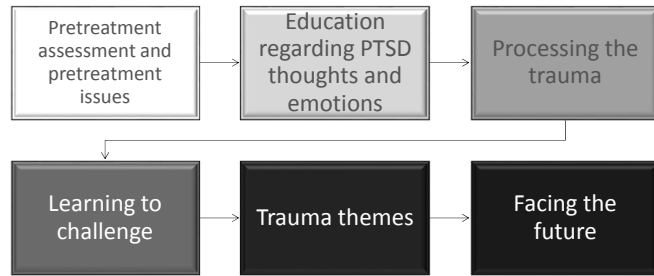 Pretreatment
assessment and
pretreatment
issues
Education
regarding PTSD
thoughts and
emotions
Processing the
trauma
Learning to
challenge
Trauma themes
Facing the
future